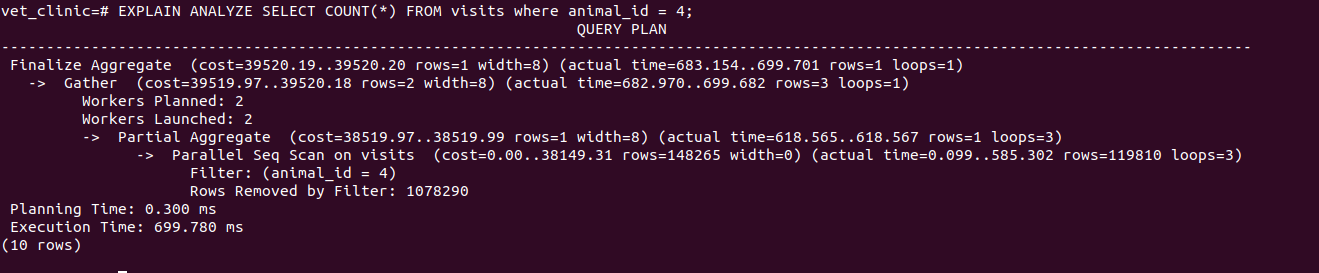 vet_clinic=# EXPLAIN ANALYZE SELECT COUNT(*) FROM visits where animal_id = 4;
QUERY PLAN
-------------------------------------------------------------------------------------------------------------------------------------------
Finalize Aggregate  (cost=39520.19..39520.20 rows=1 width=8) (actual time=683.154..699.701 rows=1 loops=1)
  ->  Gather  (cost=39519.97..39520.18 rows=2 width=8) (actual time=682.970..699.682 rows=3 loops=1)
        Workers Planned: 2
        Workers Launched: 2
        ->  Partial Aggregate  (cost=38519.97..38519.99 rows=1 width=8) (actual time=618.565..618.567 rows=1 loops=3)
              ->  Parallel Seq Scan on visits  (cost=0.00..38149.31 rows=148265 width=0) (actual time=0.099..585.302 rows=119810 loops=3)
                    Filter: (animal_id = 4)
                    Rows Removed by Filter: 1078290
Planning Time: 0.300 ms
Execution Time: 699.780 ms
(10 rows)